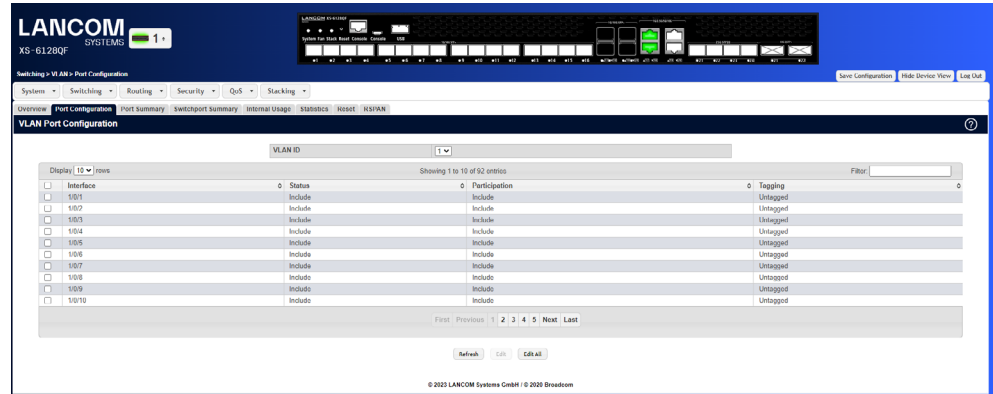 LANCOM
SYSTEMS
1
XS-6128QF
LANCOM XS-6128QF
System Fan Stack Reset Console Console USB
Switching > VLAN > Port Configuration
Save Configuration Hide Device View Log Out
System Switching Routing Security QoS Stacking
Overview Port Configuration Port Summary Switchport Summary Internal Usage Statistics Reset RSPAN
VLAN Port Configuration
?
VLAN ID 1
Display 10 rows Showing 1 to 10 of 92 entries Filter:
Interface Status Participation Tagging
1/0/1 Include Include Untagged
1/0/2 Include Include Untagged
1/0/3 Include Include Untagged
1/0/4 Include Include Untagged
1/0/5 Include Include Untagged
1/0/6 Include Include Untagged
1/0/7 Include Include Untagged
1/0/8 Include Include Untagged
1/0/9 Include Include Untagged
1/0/10 Include Include Untagged
First Previous 1 2 3 4 5 Next Last
Refresh Edit Edit All
© 2023 LANCOM Systems GmbH / © 2020 Broadcom